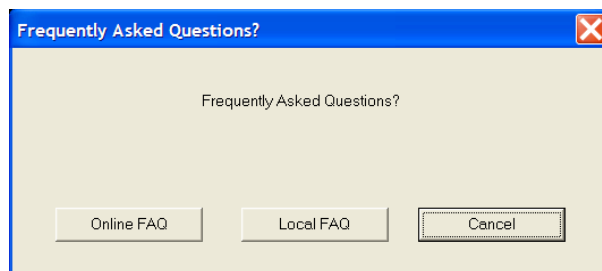 Frequently Asked Questions?
Frequently Asked Questions?
Online FAQ
Local FAQ
Cancel